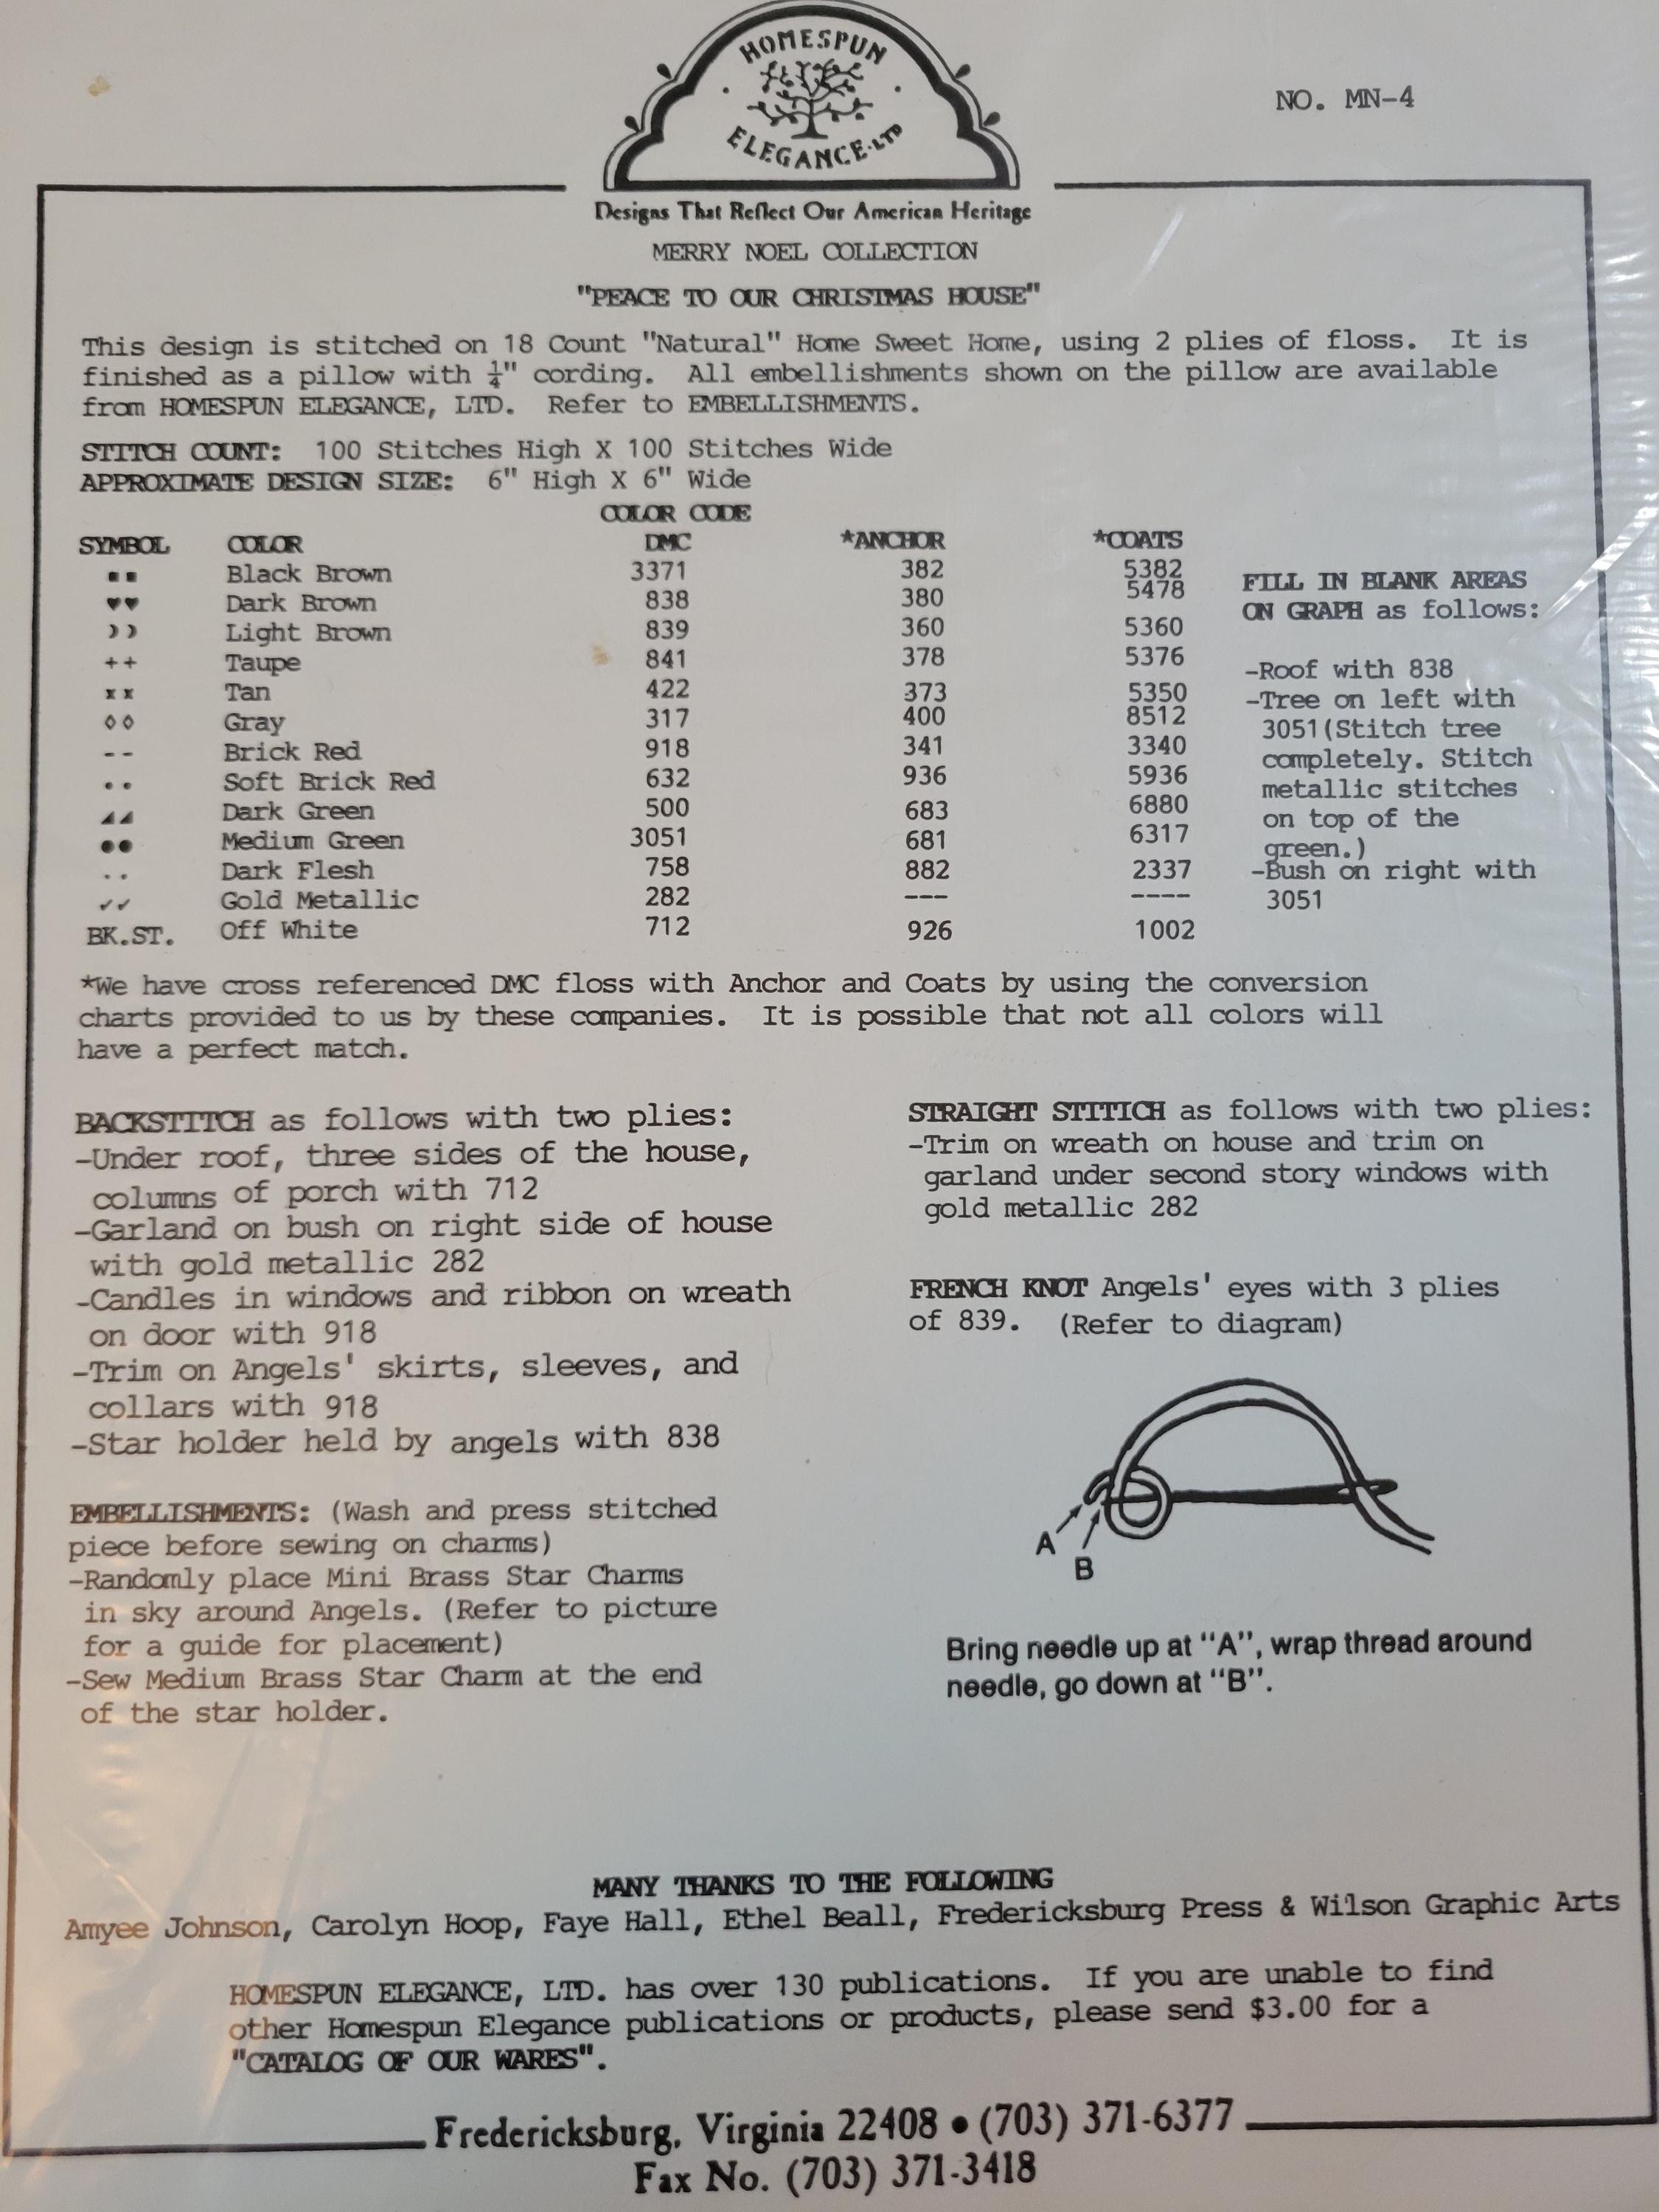 HOMESPUN
ELEGANCE·LTD
NO. MN-4
Designs That Reflect Our American Heritage
MERRY NOEL COLLECTION
"PEACE TO OUR CHRISTMAS HOUSE"
This design is stitched on 18 Count "Natural" Home Sweet Home, using 2 plies of floss. It is
finished as a pillow with ¼" cording. All embellishments shown on the pillow are available
from HOMESPUN ELEGANCE, LTD. Refer to EMBELLISHMENTS.
STITCH COUNT: 100 Stitches High X 100 Stitches Wide
APPROXIMATE DESIGN SIZE: 6" High X 6" Wide
COLOR CODE
SYMBOL COLOR DMC *ANCHOR *COATS
▪▪ Black Brown 3371 382 5382
♥♥ Dark Brown 838 380 5478
)) Light Brown 839 360 5360
++ Taupe 841 378 5376
x x Tan 422 373 5350
◊◊ Gray 317 400 8512
-- Brick Red 918 341 3340
• • Soft Brick Red 632 936 5936
◢◢ Dark Green 500 683 6880
●● Medium Green 3051 681 6317
.. Dark Flesh 758 882 2337
✓✓ Gold Metallic 282 --- ----
BK.ST. Off White 712 926 1002
FILL IN BLANK AREAS
ON GRAPH as follows:
-Roof with 838
-Tree on left with
3051(Stitch tree
completely. Stitch
metallic stitches
on top of the
green.)
-Bush on right with
3051
*We have cross referenced DMC floss with Anchor and Coats by using the conversion
charts provided to us by these companies. It is possible that not all colors will
have a perfect match.
BACKSTITCH as follows with two plies:
-Under roof, three sides of the house,
columns of porch with 712
-Garland on bush on right side of house
with gold metallic 282
-Candles in windows and ribbon on wreath
on door with 918
-Trim on Angels' skirts, sleeves, and
collars with 918
-Star holder held by angels with 838
EMBELLISHMENTS: (Wash and press stitched
piece before sewing on charms)
-Randomly place Mini Brass Star Charms
in sky around Angels. (Refer to picture
for a guide for placement)
-Sew Medium Brass Star Charm at the end
of the star holder.
STRAIGHT STITICH as follows with two plies:
-Trim on wreath on house and trim on
garland under second story windows with
gold metallic 282
FRENCH KNOT Angels' eyes with 3 plies
of 839. (Refer to diagram)
A
B
Bring needle up at "A", wrap thread around
needle, go down at "B".
MANY THANKS TO THE FOLLOWING
Amyee Johnson, Carolyn Hoop, Faye Hall, Ethel Beall, Fredericksburg Press & Wilson Graphic Arts
HOMESPUN ELEGANCE, LTD. has over 130 publications. If you are unable to find
other Homespun Elegance publications or products, please send $3.00 for a
"CATALOG OF OUR WARES".
Fredericksburg, Virginia 22408 • (703) 371-6377
Fax No. (703) 371-3418